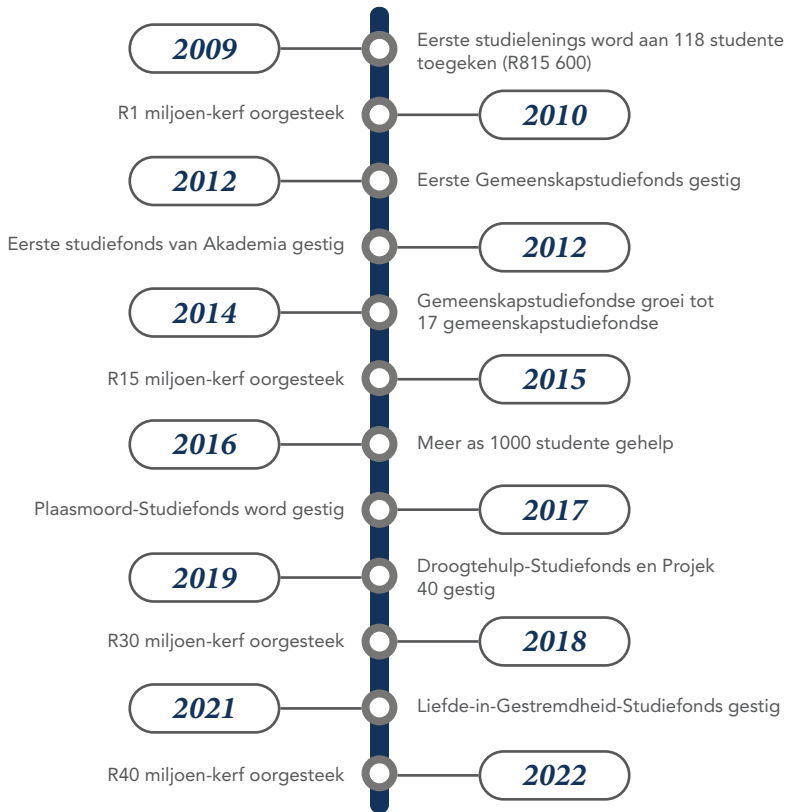 2009
Eerste studielenings word aan 118 studente
toegeken (R815 600)
R1 miljoen-kerf oorgesteek
2010
2012
Eerste Gemeenskapstudiefonds gestig
Eerste studiefonds van Akademia gestig
2012
2014
Gemeenskapstudiefondse groei tot
17 gemeenskapstudiefondse
R15 miljoen-kerf oorgesteek
2015
2016
Meer as 1000 studente gehelp
Plaasmoord-Studiefonds word gestig
2017
2019
Droogtehulp-Studiefonds en Projek
40 gestig
R30 miljoen-kerf oorgesteek
2018
2021
Liefde-in-Gestremdheid-Studiefonds gestig
R40 miljoen-kerf oorgesteek
2022